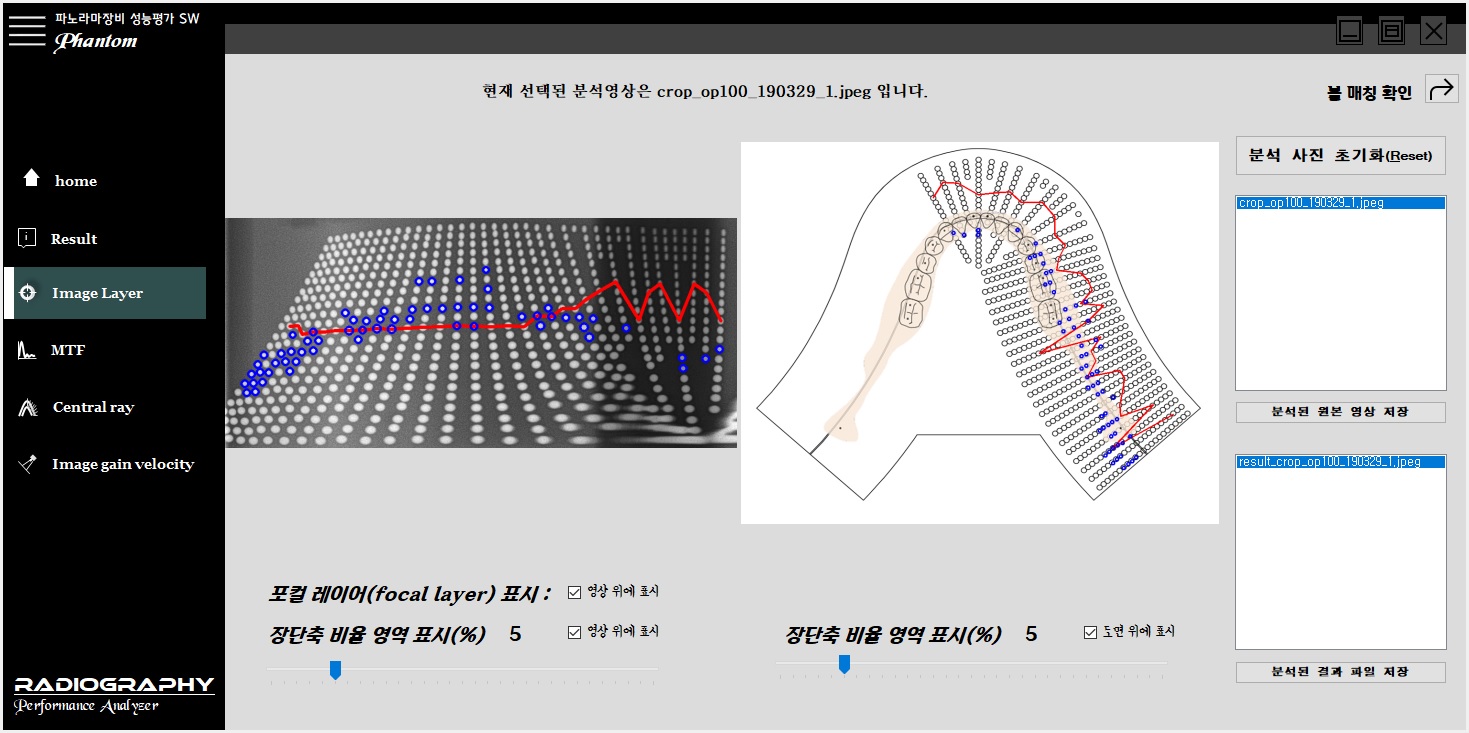 파노라마장비 성능평가 SW
Phantom
현재 선택된 분석영상은 crop_op100_190329_1.jpeg 입니다.
볼 매칭 확인
분석 사진 초기화(Reset)
crop_op100_190329_1.jpeg
home
Result
Image Layer
MTF
Central ray
Image gain velocity
분석된 원본 영상 저장
result_crop_op100_190329_1.jpeg
포컬 레이어(focal layer) 표시 : 영상 위에 표시
장단축 비율 영역 표시(%) 5 영상 위에 표시
장단축 비율 영역 표시(%) 5 도면 위에 표시
분석된 결과 파일 저장
RADIOGRAPHY
Performance Analyzer